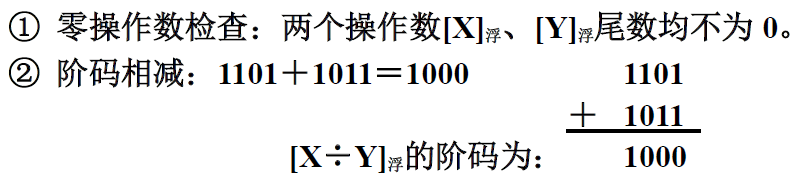 ① 零操作数检查：两个操作数[X]浮、[Y]浮尾数均不为 0。
② 阶码相减：1101＋1011＝1000 1101
＋ 1011
[X÷Y]浮的阶码为： 1000